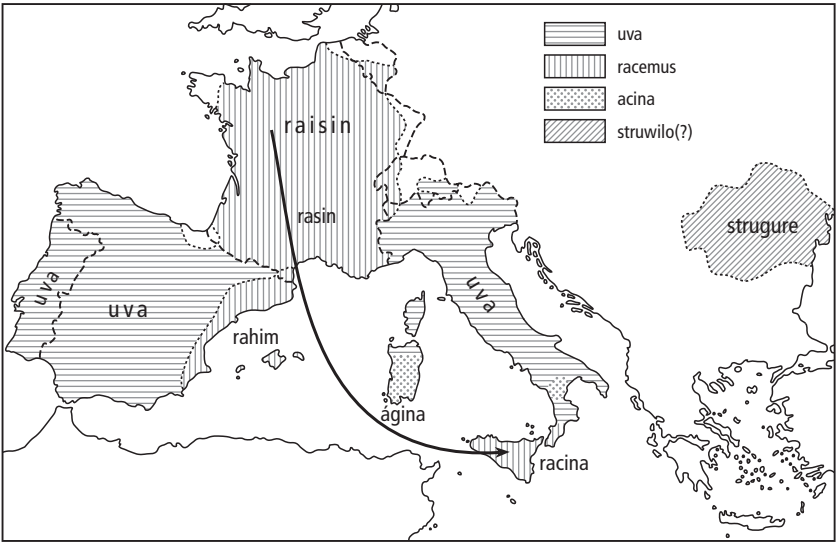 uva
racemus
acina
struwilo(?)
raisin
rasin
strugure
uva
uva
uva
rahim
ágina
racina